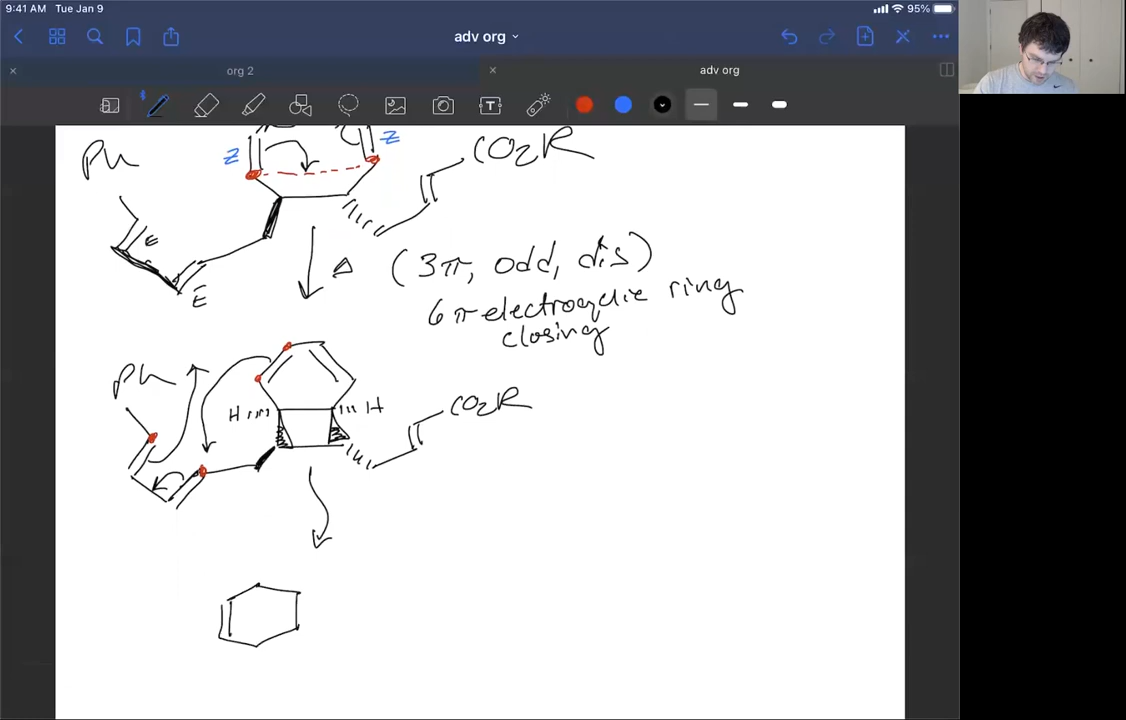 9:41 AM Tue Jan 9
95%
adv org
org 2
adv org
T
Ph
Z
Z
CO2R
E
E
Δ
(3π, odd, dis)
6π electrocyclic ring
closing
Ph
H
H
CO2R